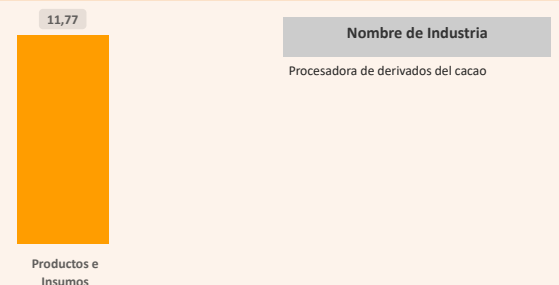 11,77
Nombre de Industria
Procesadora de derivados del cacao
Productos e
Insumos